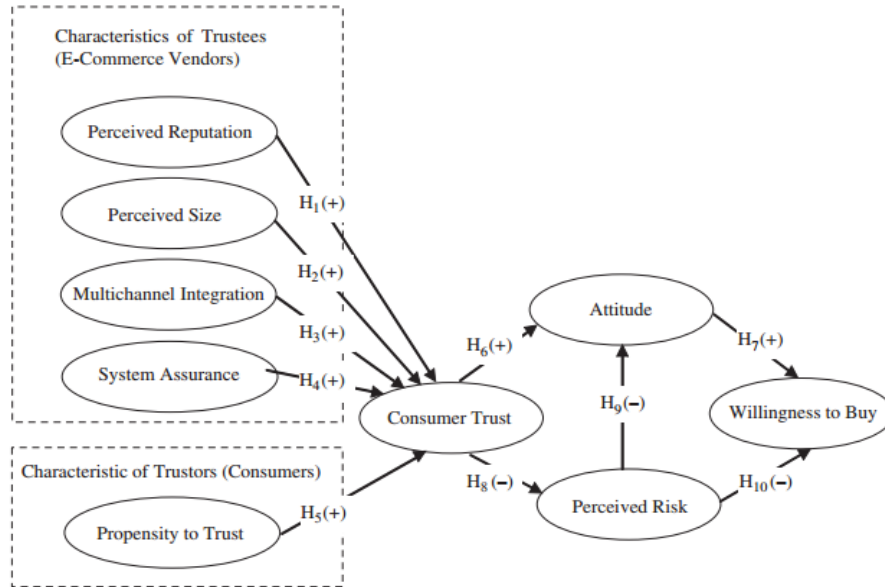 Characteristics of Trustees
(E-Commerce Vendors)
Perceived Reputation
H1(+)
Perceived Size
H2(+)
Multichannel Integration
H3(+)
System Assurance
H4(+)
Consumer Trust
Characteristic of Trustors (Consumers)
Propensity to Trust
H5(+)
H6(+)
Attitude
H7(+)
H9(–)
Willingness to Buy
H8(–)
Perceived Risk
H10(–)